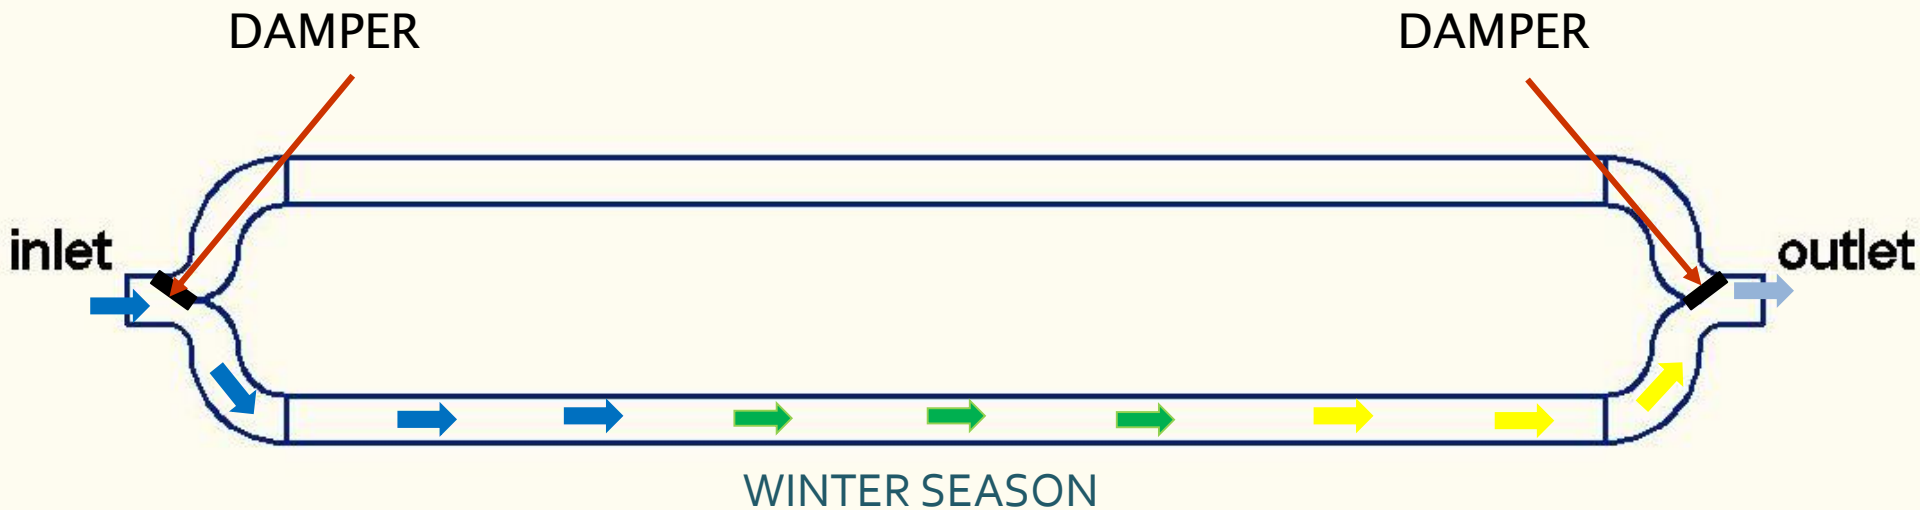 DAMPER
DAMPER
inlet
outlet
WINTER SEASON